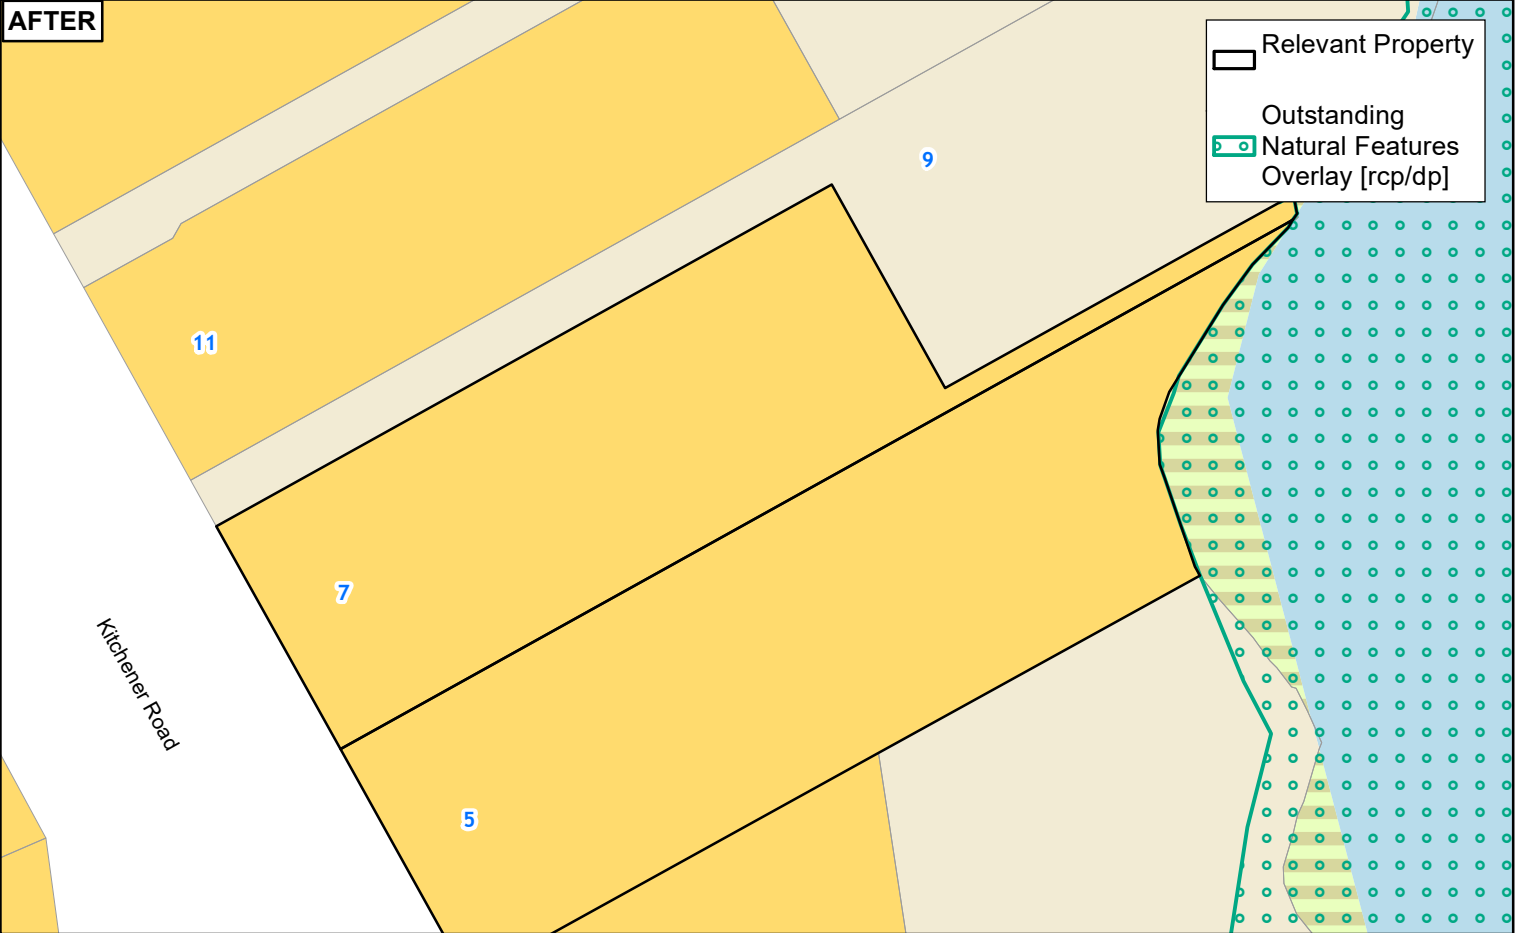 AFTER
Relevant Property
Outstanding
Natural Features
Overlay [rcp/dp]
9
11
7
Kitchener Road
5